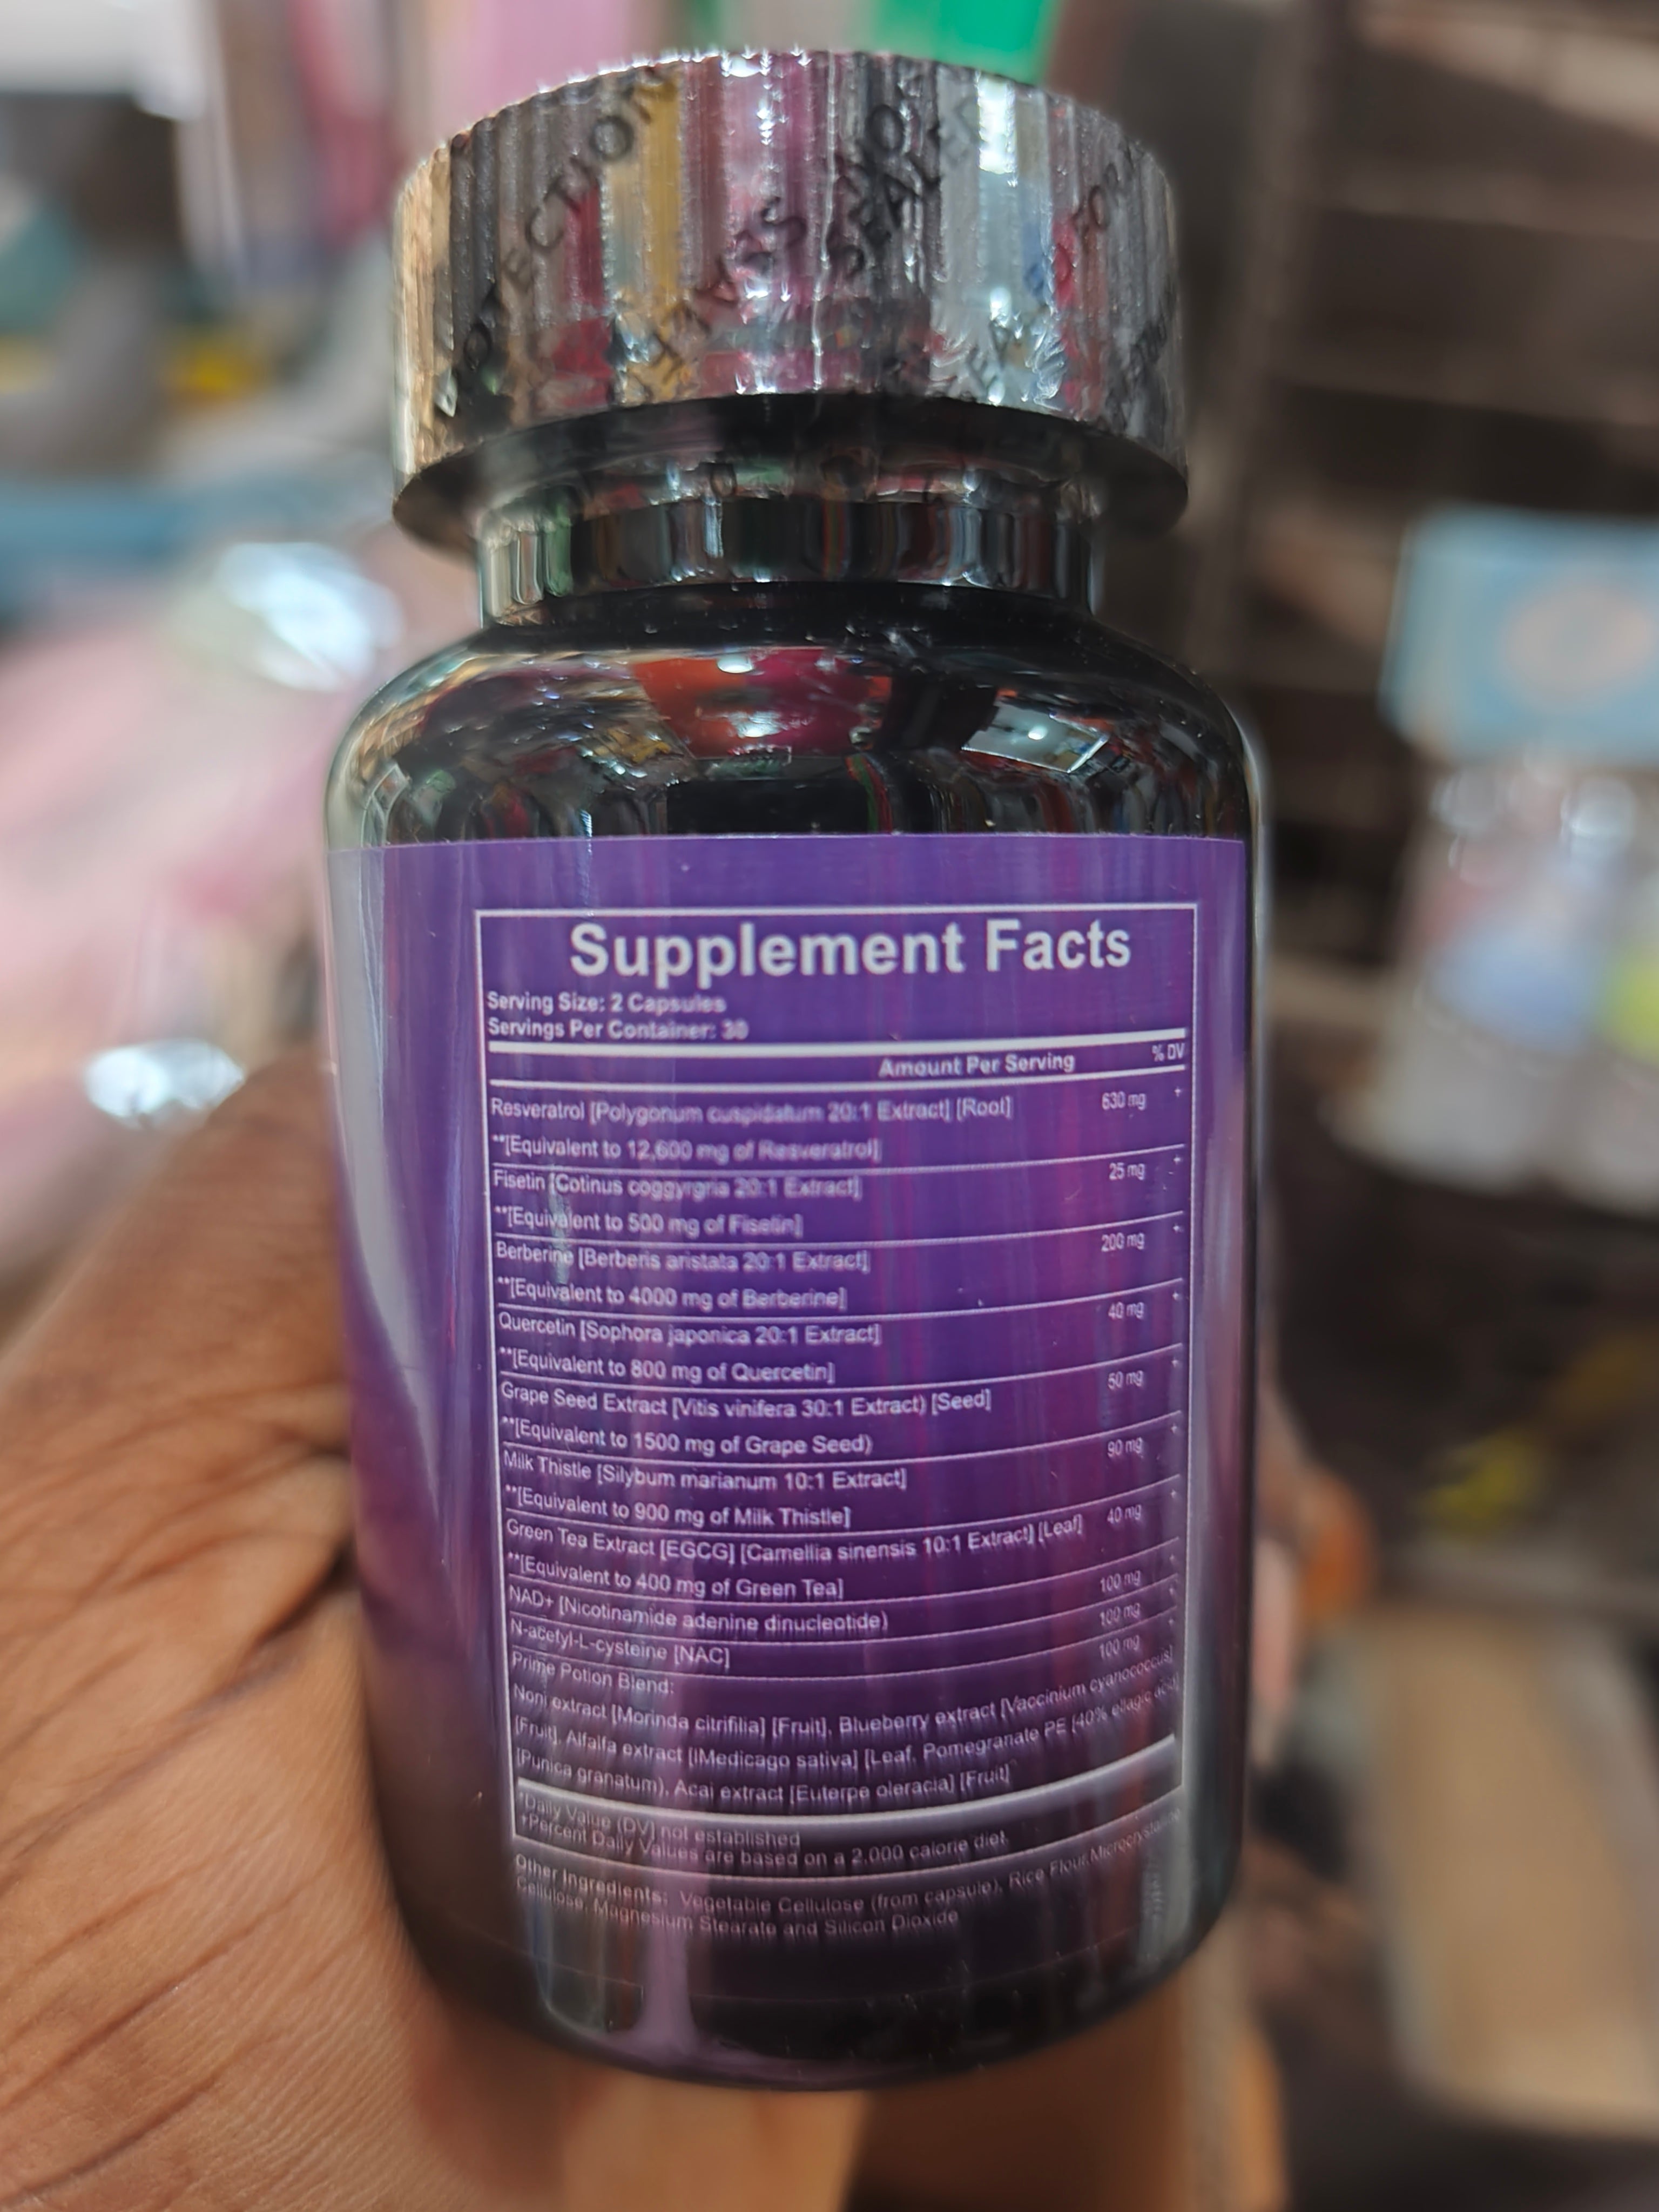 OTECTION
SEALED
FOR
Supplement Facts
Serving Size: 2 Capsules
Servings Per Container: 30
Amount Per Serving % DV
Resveratrol [Polygonum cuspidatum 20:1 Extract] [Root] 630 mg *
**[Equivalent to 12,600 mg of Resveratrol]
Fisetin [Cotinus coggyrgria 20:1 Extract] 25 mg *
**[Equivalent to 500 mg of Fisetin]
Berberine [Berberis aristata 20:1 Extract] 200 mg *
**[Equivalent to 4000 mg of Berberine]
Quercetin [Sophora japonica 20:1 Extract] 40 mg *
**[Equivalent to 800 mg of Quercetin]
Grape Seed Extract [Vitis vinifera 30:1 Extract) [Seed] 50 mg *
**[Equivalent to 1500 mg of Grape Seed)
Milk Thistle [Silybum marianum 10:1 Extract] 90 mg *
**[Equivalent to 900 mg of Milk Thistle]
Green Tea Extract [EGCG] [Camellia sinensis 10:1 Extract] [Leaf] 40 mg *
**[Equivalent to 400 mg of Green Tea]
NAD+ [Nicotinamide adenine dinucleotide) 100 mg *
N-acetyl-L-cysteine [NAC] 100 mg *
Prime Potion Blend: 100 mg *
Noni extract [Morinda citrifilia] [Fruit], Blueberry extract [Vaccinium cyanococcus]
[Fruit], Alfalfa extract [lMedicago sativa] [Leaf, Pomegranate PE [40% ellagic acid]
[Punica granatum), Acai extract [Euterpe oleracia] [Fruit]
*Daily Value (DV) not established
+Percent Daily Values are based on a 2,000 calorie diet.
Other Ingredients: Vegetable Cellulose (from capsule), Rice Flour, Microcrystalline
Cellulose, Magnesium Stearate and Silicon Dioxide